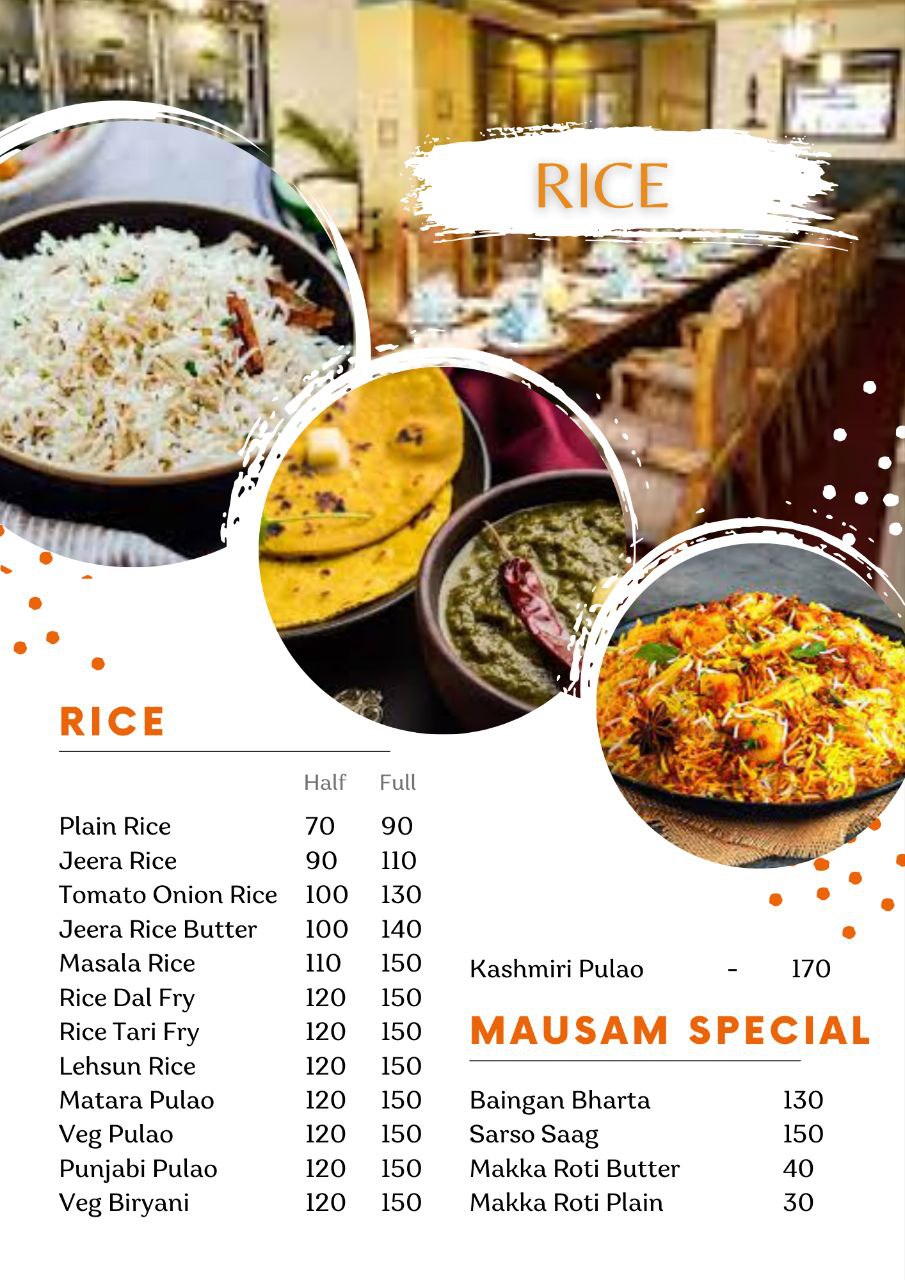 RICE
RICE
Half Full
Plain Rice 70 90
Jeera Rice 90 110
Tomato Onion Rice 100 130
Jeera Rice Butter 100 140
Masala Rice 110 150
Rice Dal Fry 120 150
Rice Tari Fry 120 150
Lehsun Rice 120 150
Matara Pulao 120 150
Veg Pulao 120 150
Punjabi Pulao 120 150
Veg Biryani 120 150
Kashmiri Pulao - 170
MAUSAM SPECIAL
Baingan Bharta 130
Sarso Saag 150
Makka Roti Butter 40
Makka Roti Plain 30